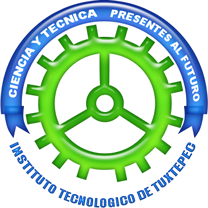 CIENCIA Y TECNICA PRESENTES AL FUTURO
INSTITUTO TECNOLOGICO DE TUXTEPEC